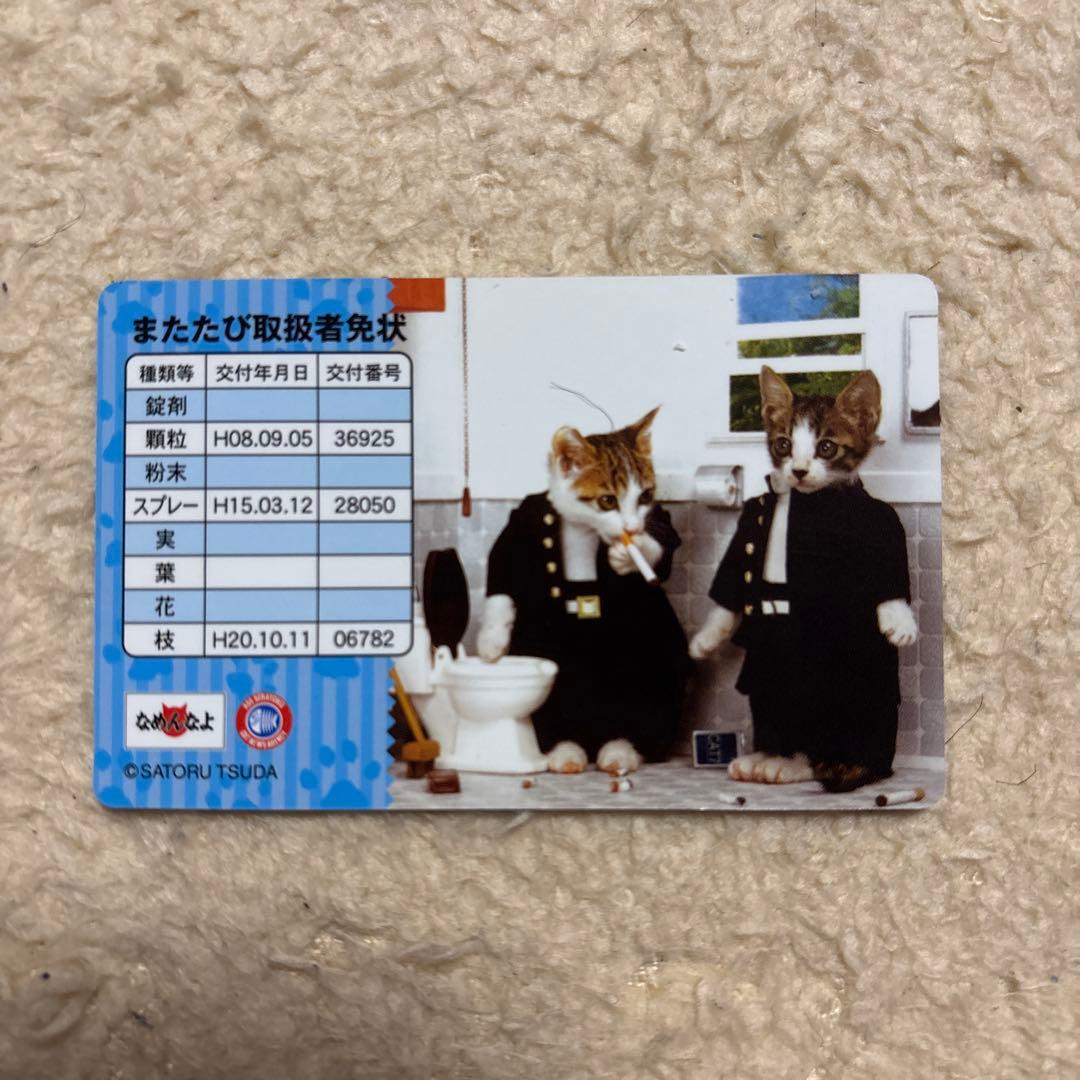 またたび取扱者免状
種類等 交付年月日 交付番号
錠剤
顆粒 H08.09.05 36925
粉末
スプレー H15.03.12 28050
実
葉
花
枝 H20.10.11 06782
なめんなよ
©SATORU TSUDA
CAT